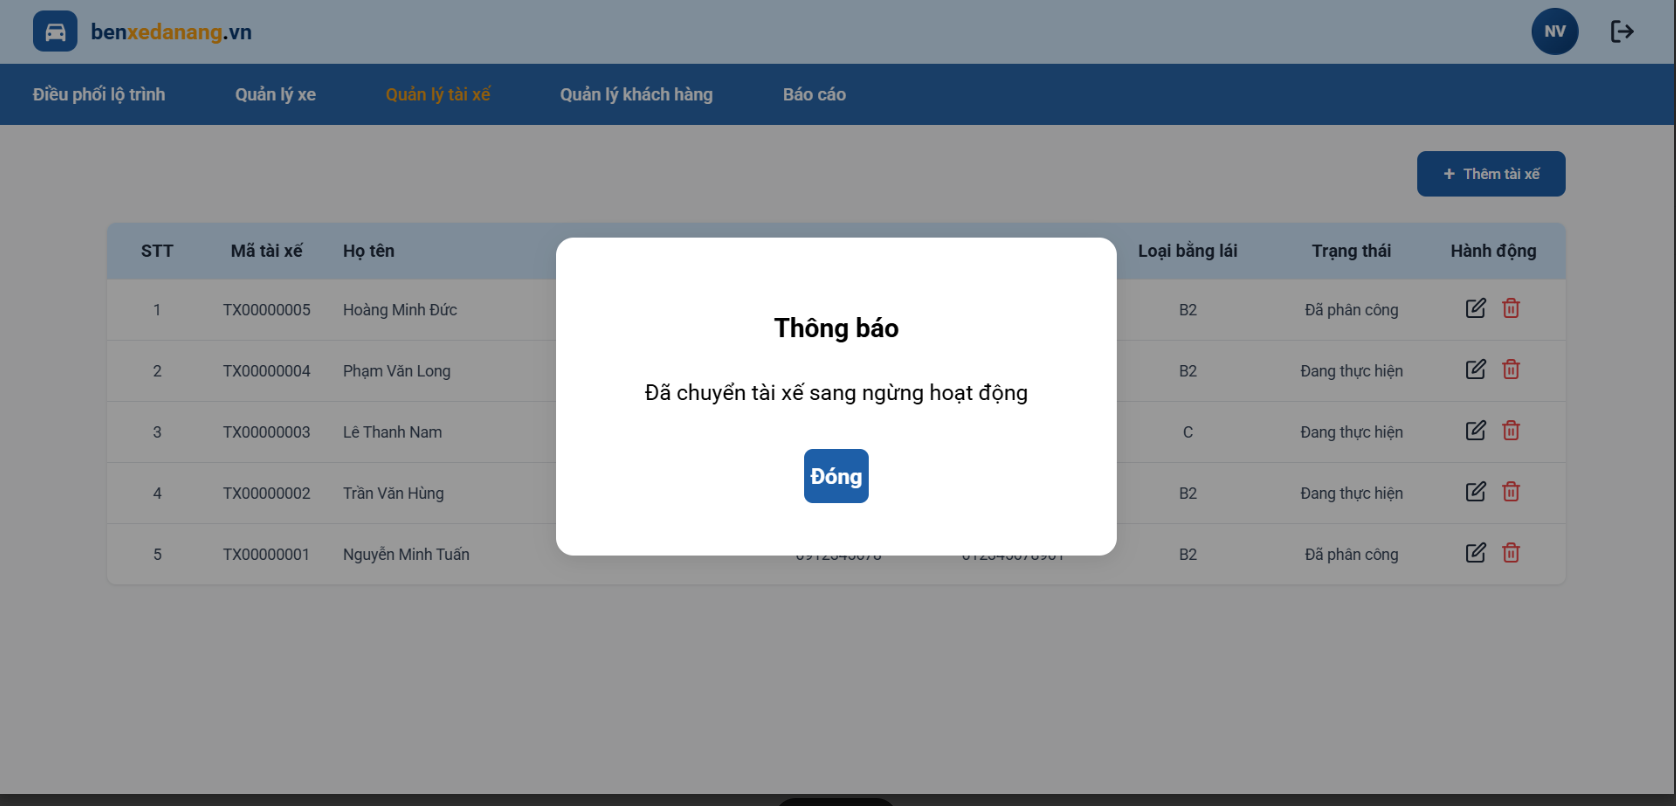 benxedanang.vn
NV
Điều phối lộ trình Quản lý xe Quản lý tài xế Quản lý khách hàng Báo cáo
+ Thêm tài xế
STT Mã tài xế Họ tên Loại bằng lái Trạng thái Hành động
1 TX00000005 Hoàng Minh Đức B2 Đã phân công
2 TX00000004 Phạm Văn Long B2 Đang thực hiện
3 TX00000003 Lê Thanh Nam C Đang thực hiện
4 TX00000002 Trần Văn Hùng B2 Đang thực hiện
5 TX00000001 Nguyễn Minh Tuấn 0912345678 012345678901 B2 Đã phân công
Thông báo
Đã chuyển tài xế sang ngừng hoạt động
Đóng